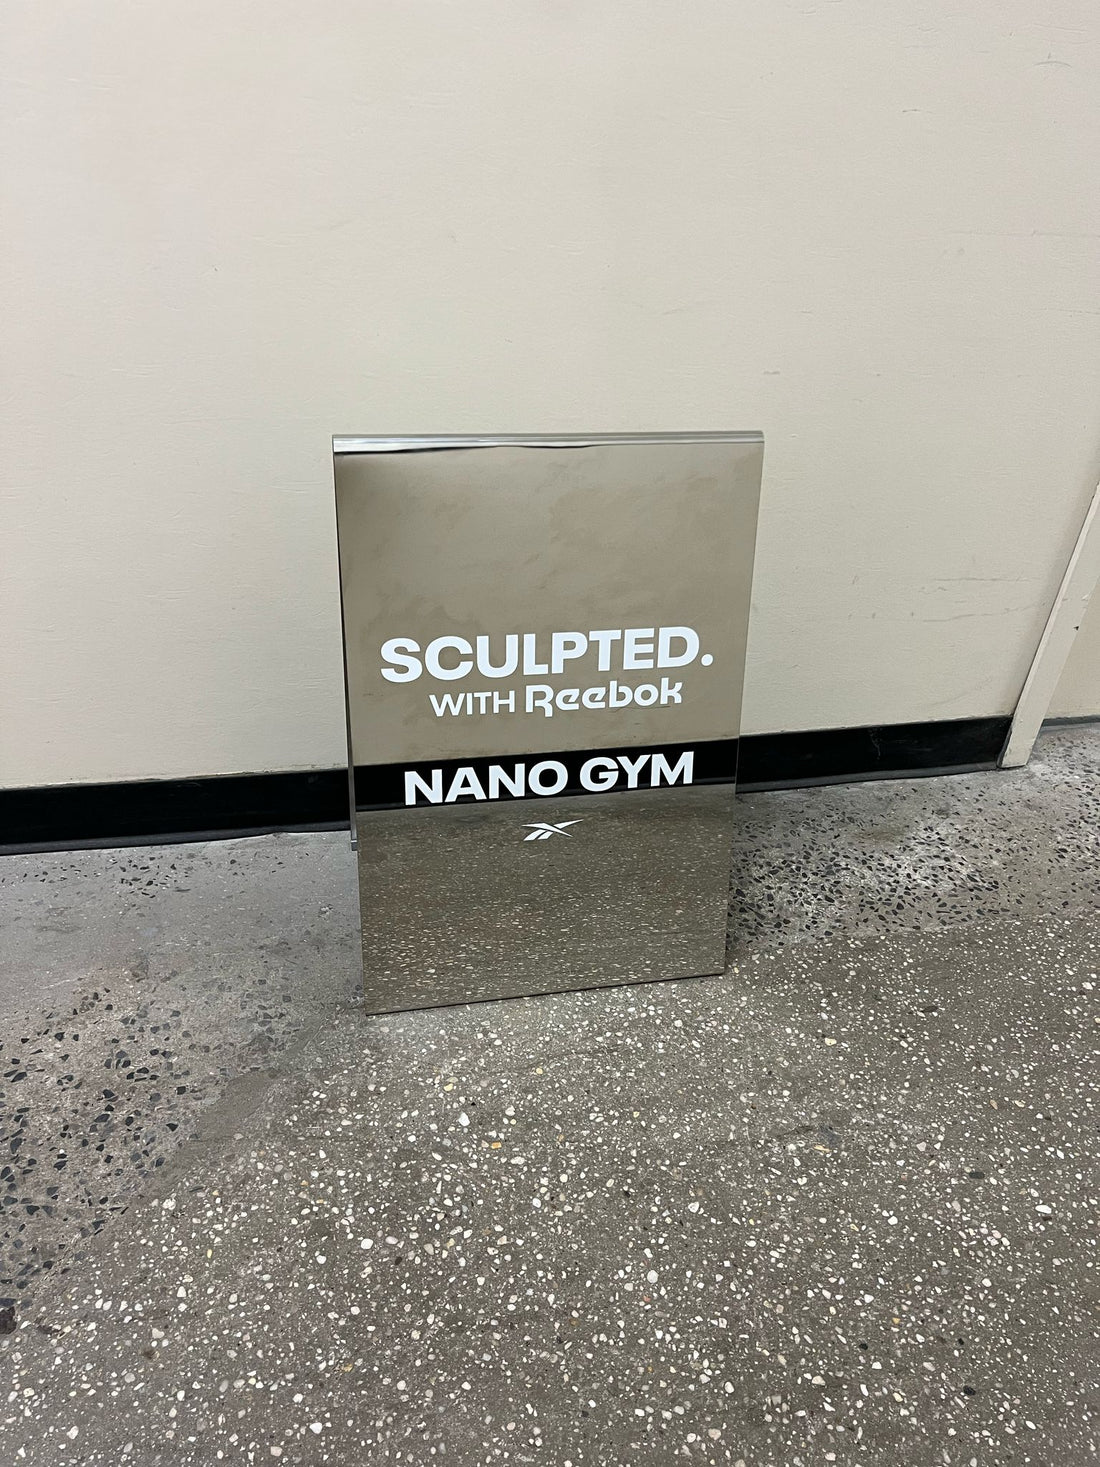 SCULPTED.
WITH Reebok
NANO GYM